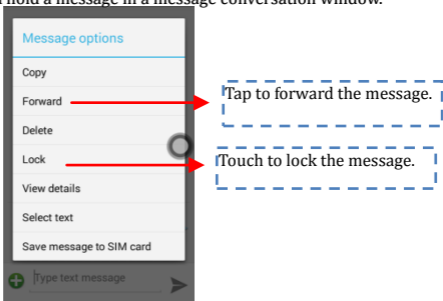 hold a message in a message conversation window.
Message options
Copy
Forward
Tap to forward the message.
Delete
Lock
Touch to lock the message.
View details
Select text
Save message to SIM card
Type text message